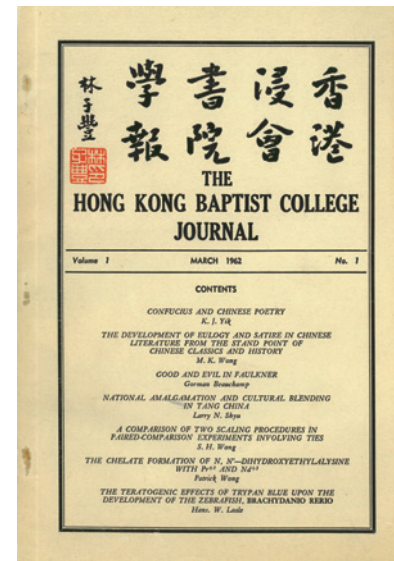 香港
浸會
書院
學報
林子豐
THE
HONG KONG BAPTIST COLLEGE
JOURNAL
Volume 1 MARCH 1962 No. 1
CONTENTS
CONFUCIUS AND CHINESE POETRY
K. J. Yik
THE DEVELOPMENT OF EULOGY AND SATIRE IN CHINESE
LITERATURE FROM THE STAND POINT OF
CHINESE CLASSICS AND HISTORY
M. K. Wong
GOOD AND EVIL IN FAULKNER
Gorman Beauchamp
NATIONAL AMALGAMATION AND CULTURAL BLENDING
IN TANG CHINA
Larry N. Shyu
A COMPARISON OF TWO SCALING PROCEDURES IN
PAIRED-COMPARISON EXPERIMENTS INVOLVING TIES
S. H. Wong
THE CHELATE FORMATION OF N, N'—DIHYDROXYETHYLALYSINE
WITH Pr⁺³ AND Nd⁺³
Patrick Wong
THE TERATOGENIC EFFECTS OF TRYPAN BLUE UPON THE
DEVELOPMENT OF THE ZEBRAFISH, BRACHYDANIO RERIO
Hans. W. Laale